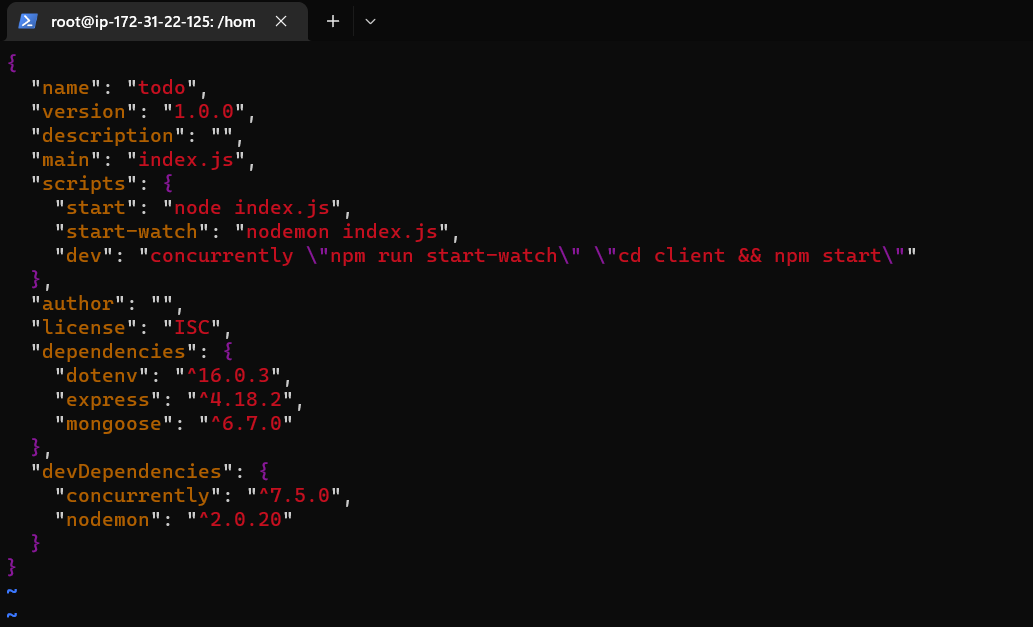 root@ip-172-31-22-125: /hom
{
  "name": "todo",
  "version": "1.0.0",
  "description": "",
  "main": "index.js",
  "scripts": {
    "start": "node index.js",
    "start-watch": "nodemon index.js",
    "dev": "concurrently \"npm run start-watch\" \"cd client && npm start\""
  },
  "author": "",
  "license": "ISC",
  "dependencies": {
    "dotenv": "^16.0.3",
    "express": "^4.18.2",
    "mongoose": "^6.7.0"
  },
  "devDependencies": {
    "concurrently": "^7.5.0",
    "nodemon": "^2.0.20"
  }
}
~
~